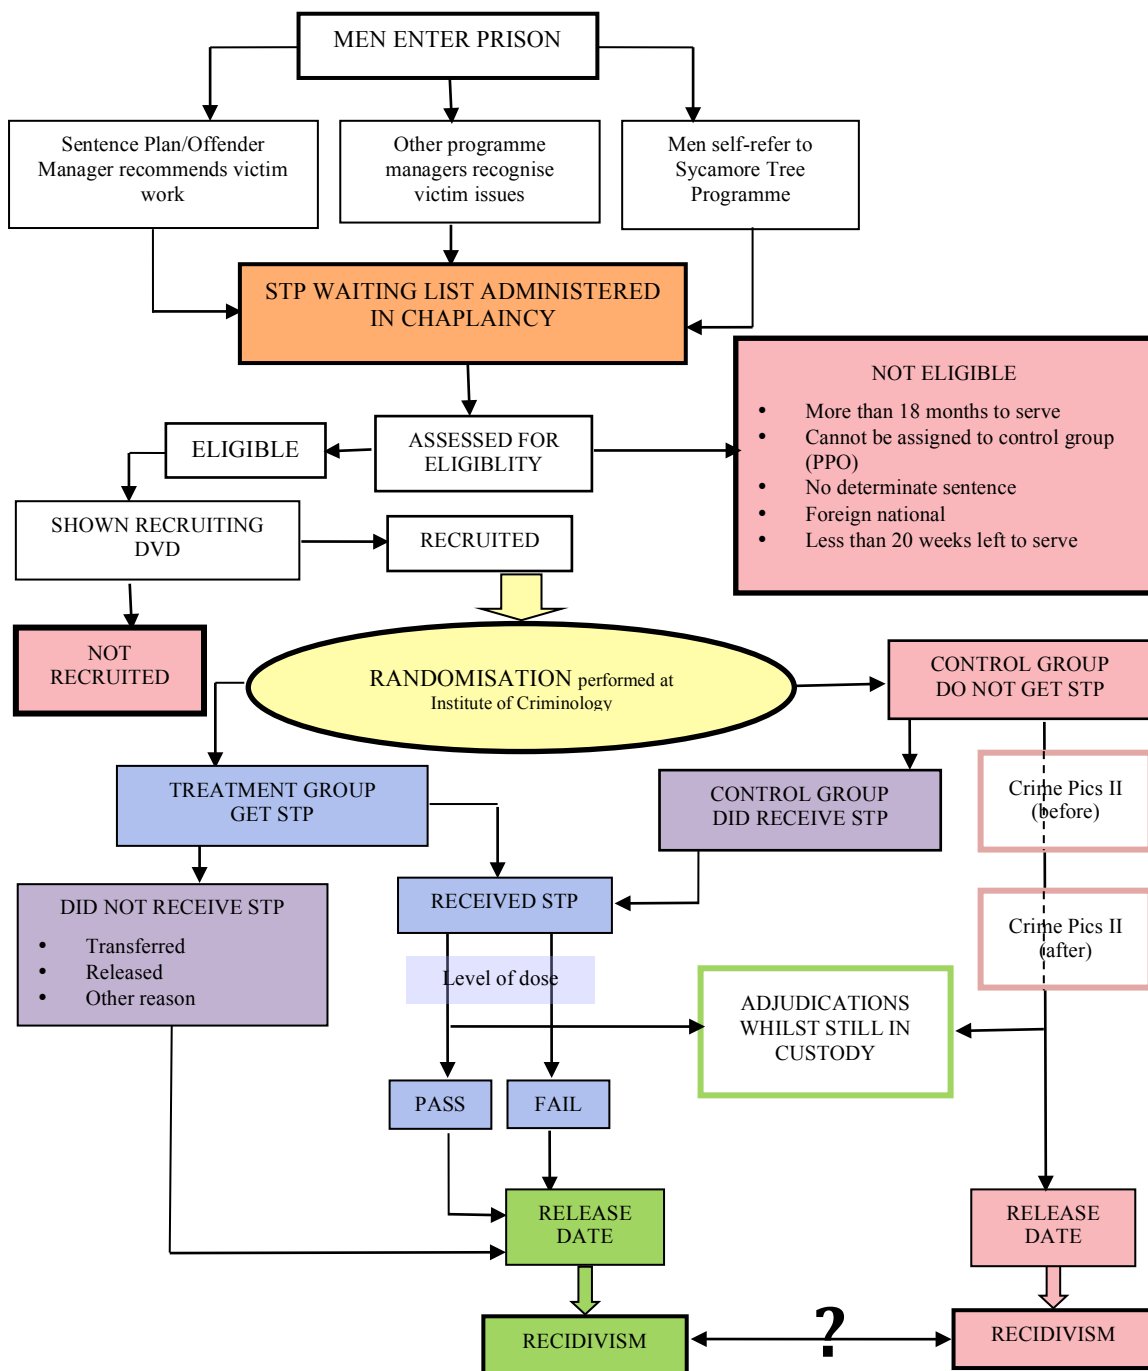 MEN ENTER PRISON
Sentence Plan/Offender
Manager recommends victim
work
Other programme
managers recognise
victim issues
Men self-refer to
Sycamore Tree
Programme
STP WAITING LIST ADMINISTERED
IN CHAPLAINCY
NOT ELIGIBLE
• More than 18 months to serve
• Cannot be assigned to control group
(PPO)
• No determinate sentence
• Foreign national
• Less than 20 weeks left to serve
ELIGIBLE
ASSESSED FOR
ELIGIBLITY
SHOWN RECRUITING
DVD
RECRUITED
NOT
RECRUITED
RANDOMISATION performed at
Institute of Criminology
CONTROL GROUP
DO NOT GET STP
TREATMENT GROUP
GET STP
CONTROL GROUP
DID RECEIVE STP
Crime Pics II
(before)
DID NOT RECEIVE STP
• Transferred
• Released
• Other reason
RECEIVED STP
Crime Pics II
(after)
Level of dose
ADJUDICATIONS
WHILST STILL IN
CUSTODY
PASS
FAIL
RELEASE
DATE
RELEASE
DATE
RECIDIVISM
?
RECIDIVISM